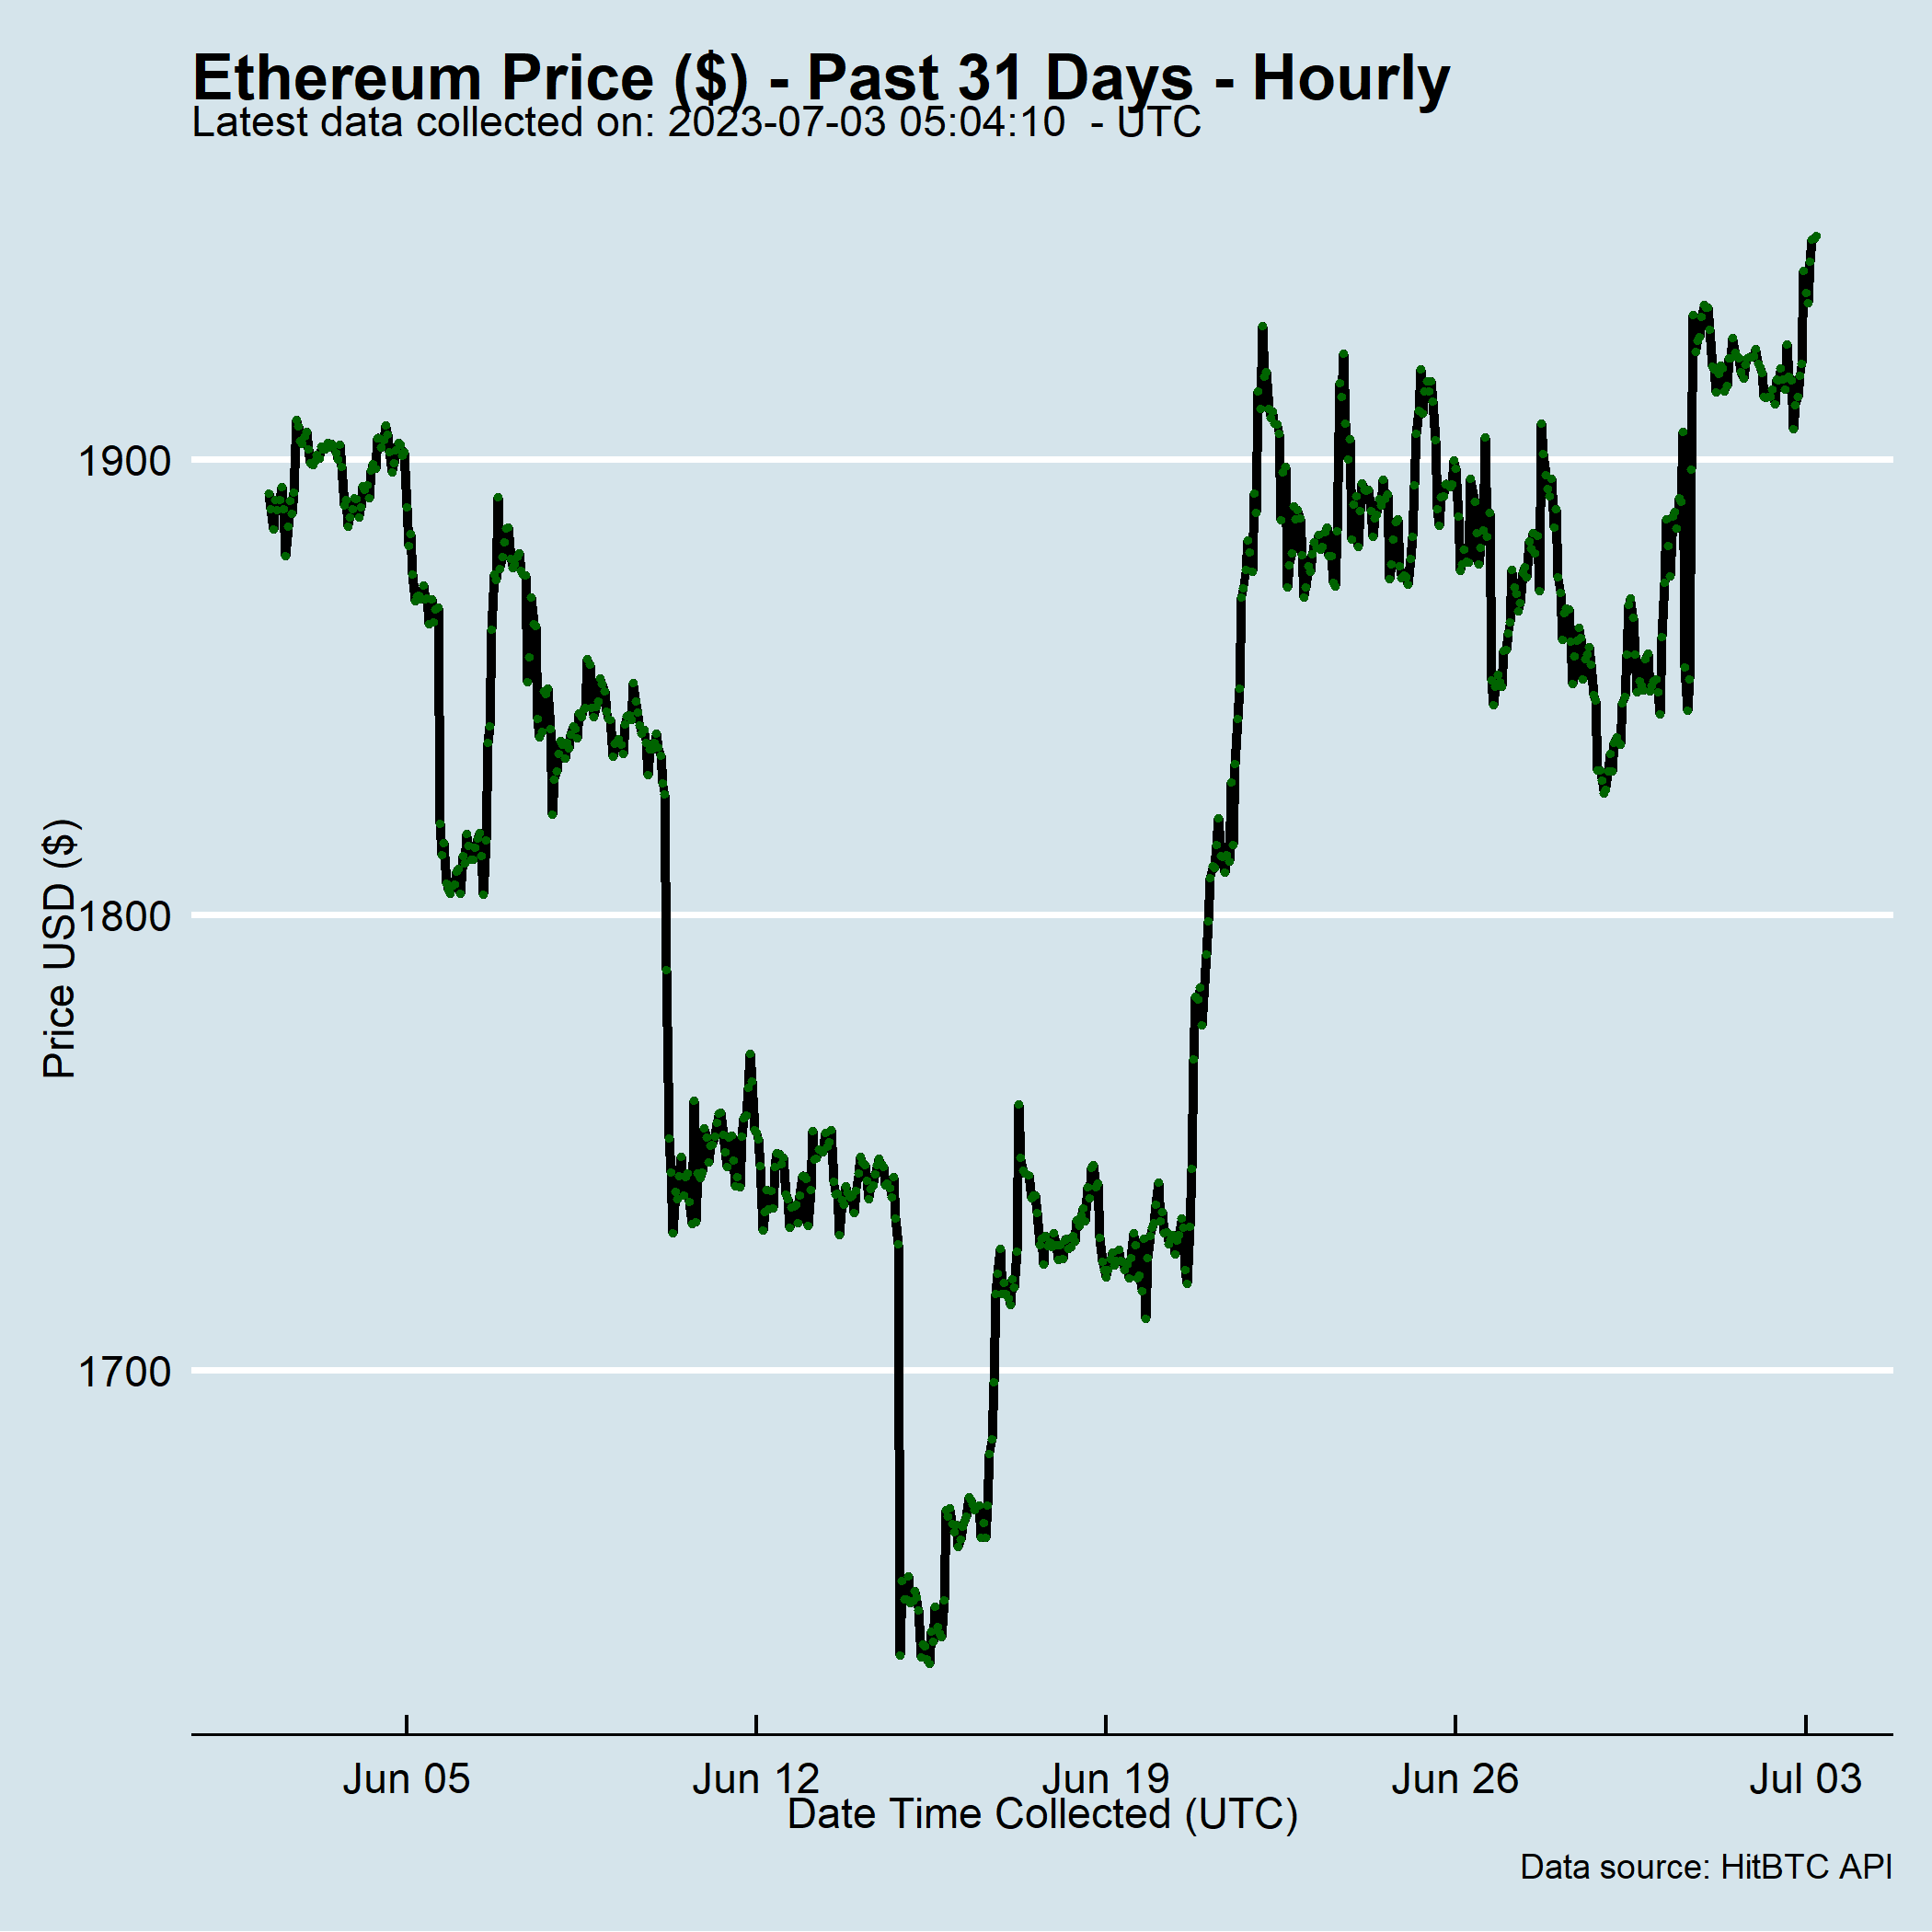 Ethereum Price ($) - Past 31 Days - Hourly
Latest data collected on: 2023-07-03 05:04:10  - UTC
Price USD ($)
1900
1800
1700
Jun 05
Jun 12
Jun 19
Jun 26
Jul 03
Date Time Collected (UTC)
Data source: HitBTC API